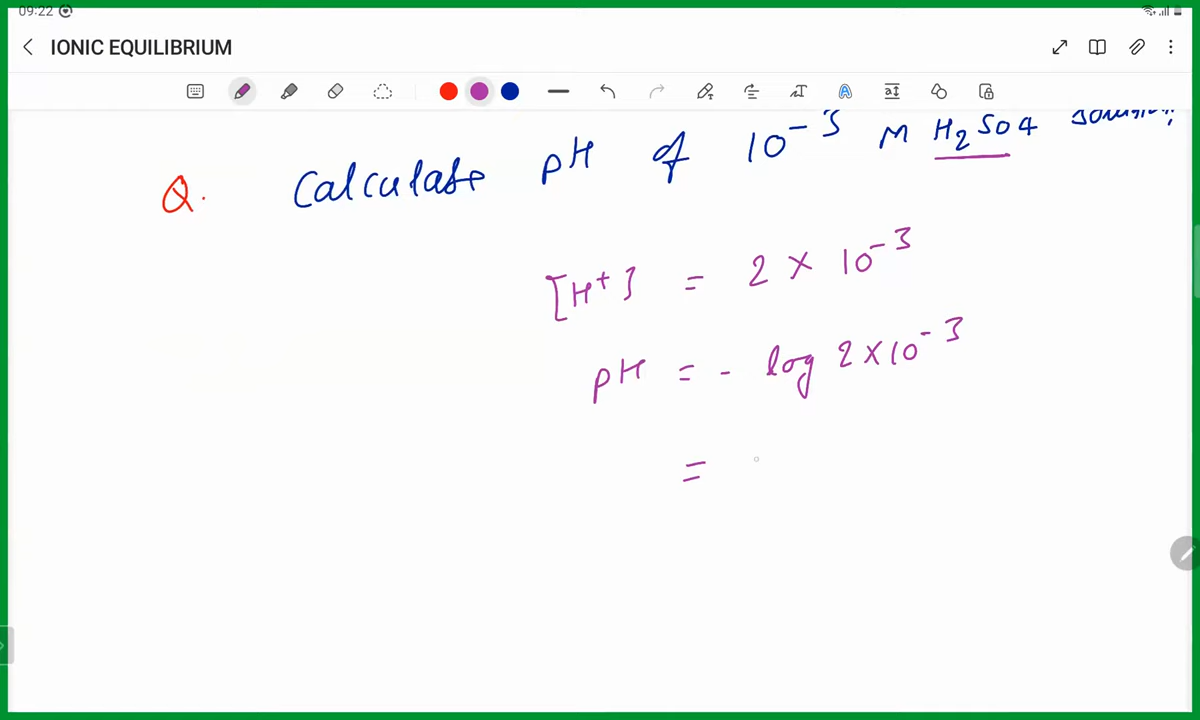 09:22
IONIC EQUILIBRIUM
Q. Calculate pH of 10⁻³ M H₂SO₄
[H⁺] = 2 × 10⁻³
pH = - log 2×10⁻³
=